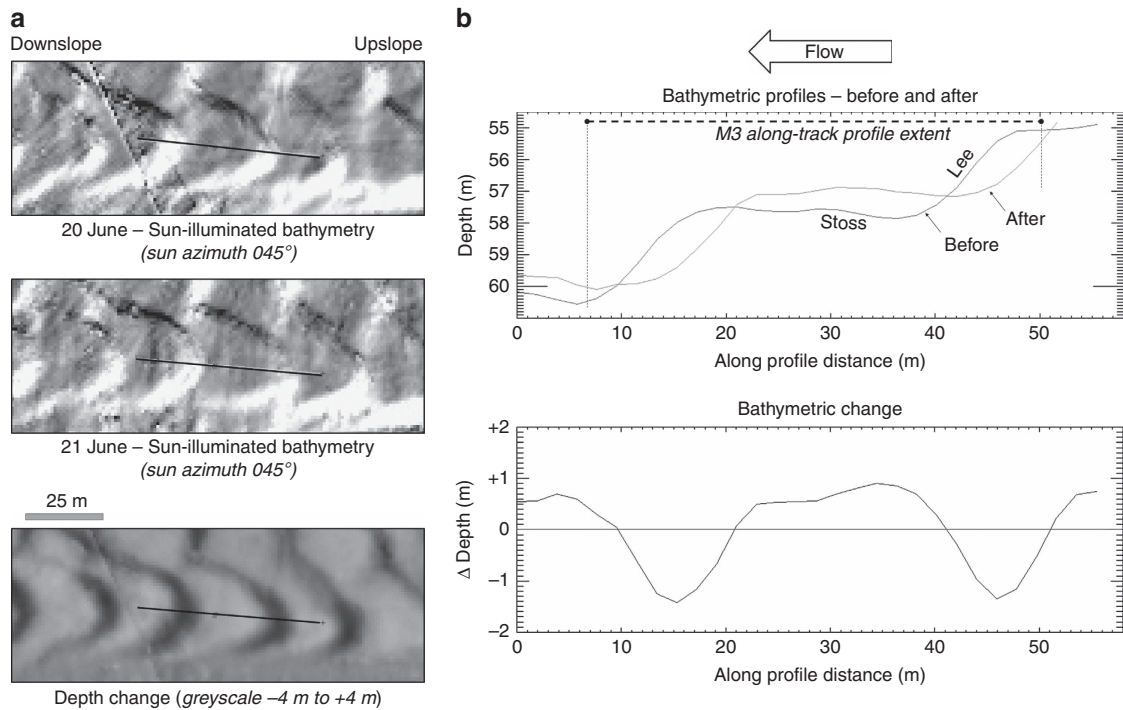 a
Downslope Upslope
20 June – Sun-illuminated bathymetry
(sun azimuth 045°)
21 June – Sun-illuminated bathymetry
(sun azimuth 045°)
25 m
Depth change (greyscale –4 m to +4 m)
b
Flow
Bathymetric profiles – before and after
M3 along-track profile extent
Lee
Stoss
After
Before
Depth (m)
55
56
57
58
59
60
0 10 20 30 40 50
Along profile distance (m)
Bathymetric change
Δ Depth (m)
+2
+1
0
–1
–2
0 10 20 30 40 50
Along profile distance (m)